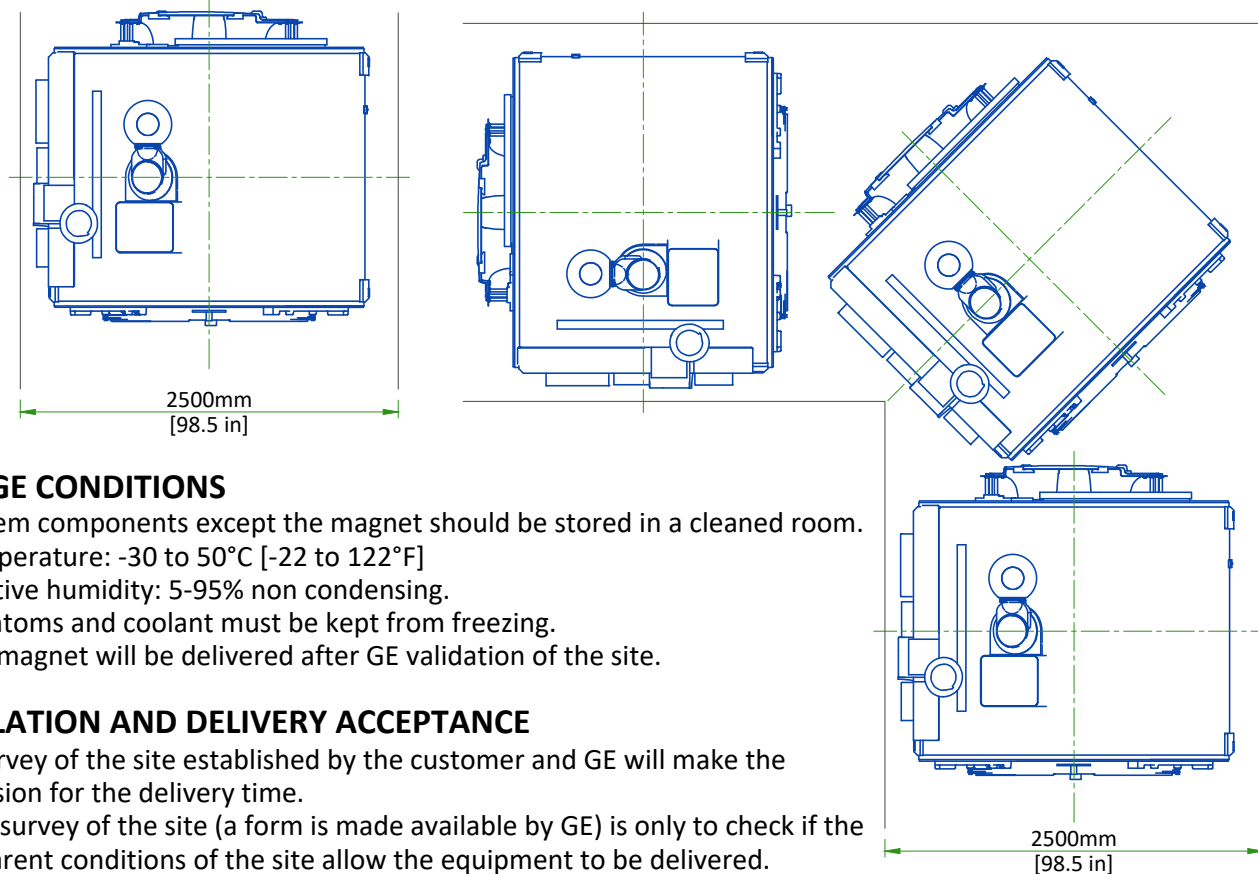 2500mm
[98.5 in]
GE CONDITIONS
em components except the magnet should be stored in a cleaned room.
perature: -30 to 50°C [-22 to 122°F]
tive humidity: 5-95% non condensing.
ntoms and coolant must be kept from freezing.
magnet will be delivered after GE validation of the site.
LATION AND DELIVERY ACCEPTANCE
rvey of the site established by the customer and GE will make the
sion for the delivery time.
survey of the site (a form is made available by GE) is only to check if the
arent conditions of the site allow the equipment to be delivered.
2500mm
[98.5 in]